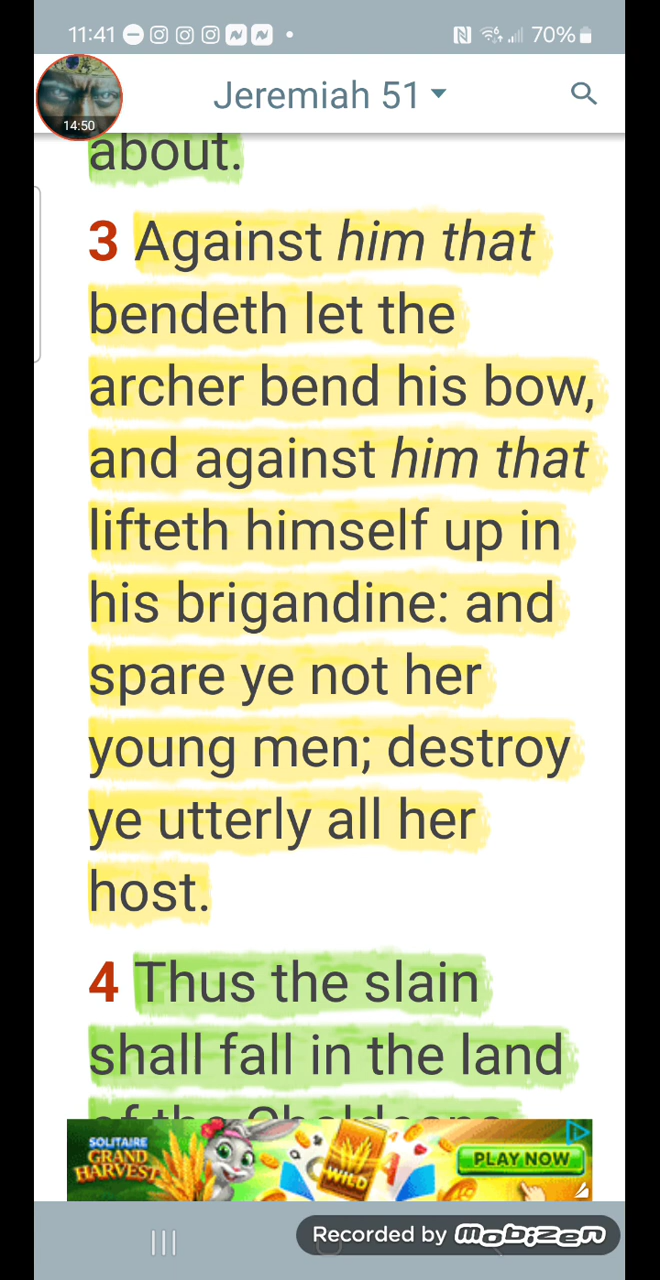 11:41
70%
14:50
Jeremiah 51
about.
3 Against him that
bendeth let the
archer bend his bow,
and against him that
lifteth himself up in
his brigandine: and
spare ye not her
young men; destroy
ye utterly all her
host.
4 Thus the slain
shall fall in the land
of the Chaldeans
SOLITAIRE
GRAND
HARVEST
WILD
PLAY NOW
Recorded by mobizen